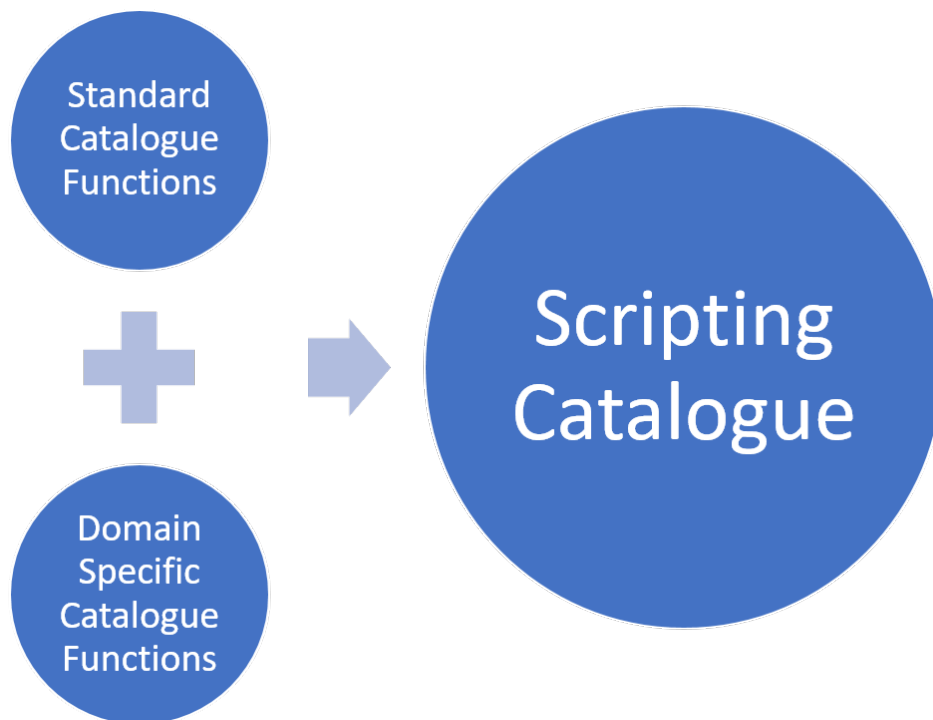 Standard
Catalogue
Functions
Domain
Specific
Catalogue
Functions
Scripting
Catalogue